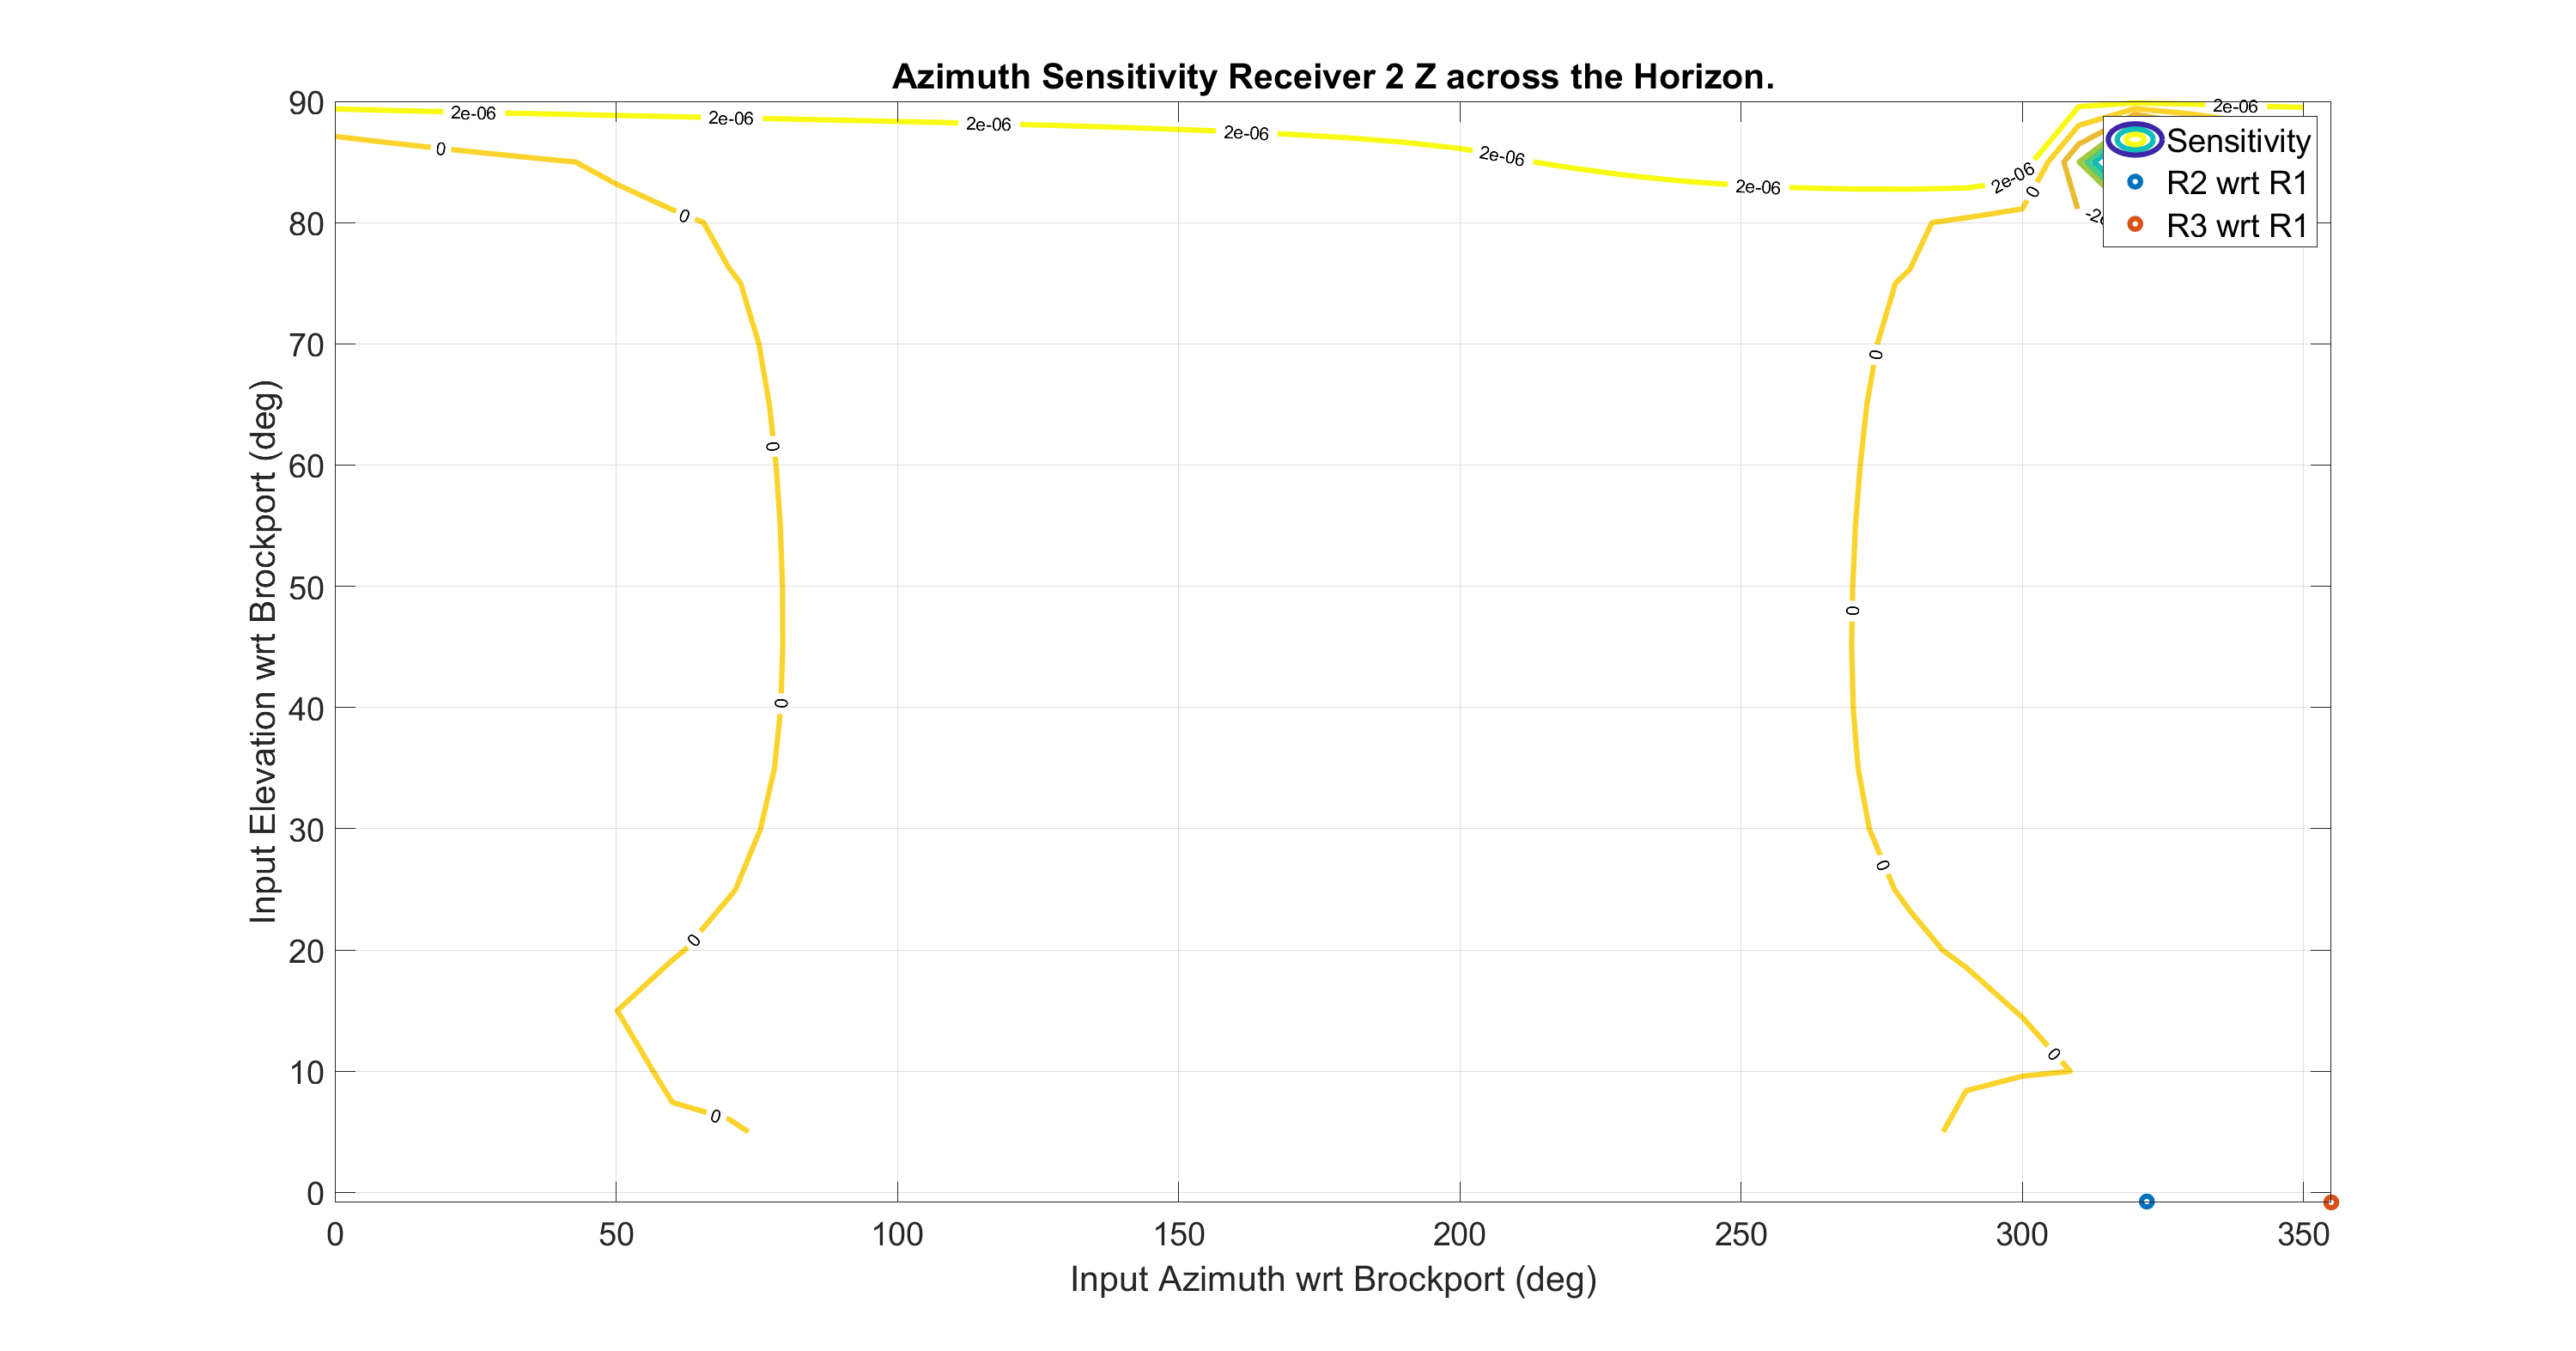 Azimuth Sensitivity Receiver 2 Z across the Horizon.
90
80
70
60
50
40
30
20
10
0
Input Elevation wrt Brockport (deg)
2e-06
2e-06
2e-06
2e-06
2e-06
2e-06
2e-06
2e-06
0
0
0
0
0
0
0
0
0
0
0
0
Sensitivity
R2 wrt R1
R3 wrt R1
0
50
100
150
200
250
300
350
Input Azimuth wrt Brockport (deg)